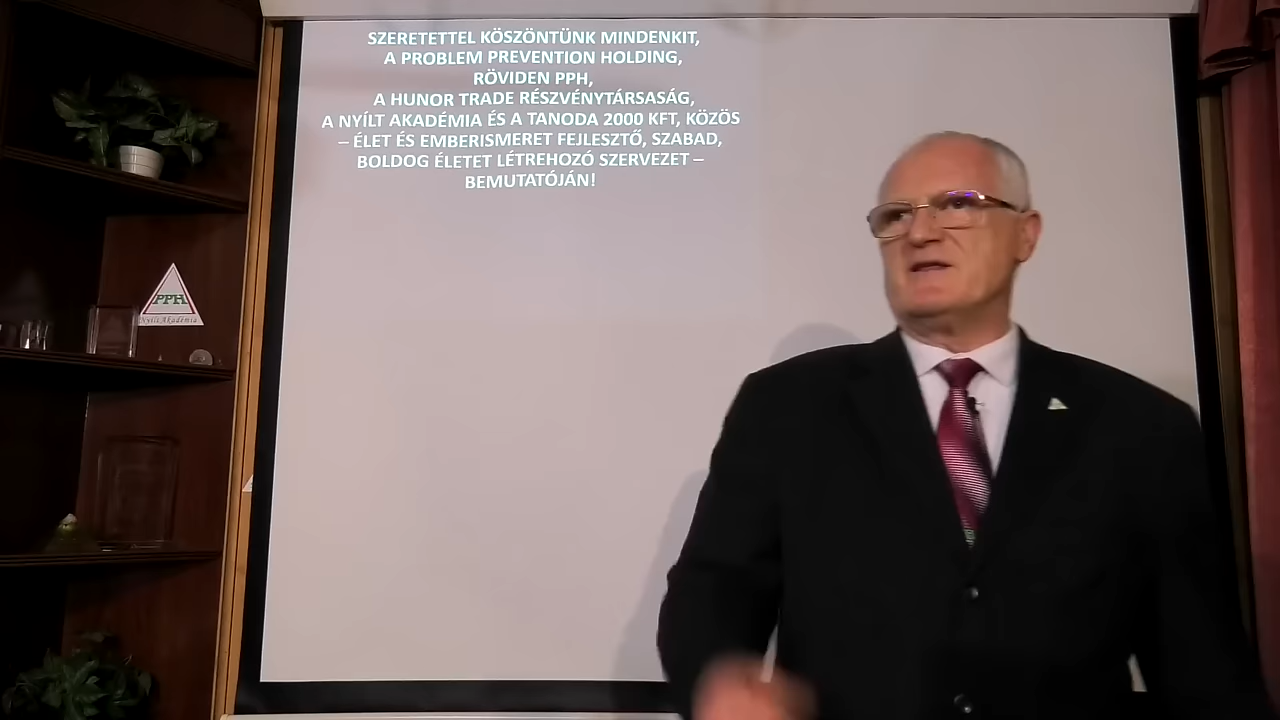 SZERETETTEL KÖSZÖNTÜNK MINDENKIT,
A PROBLEM PREVENTION HOLDING,
RÖVIDEN PPH,
A HUNOR TRADE RÉSZVÉNYTÁRSASÁG,
A NYÍLT AKADÉMIA ÉS A TANODA 2000 KFT, KÖZÖS
– ÉLET ÉS EMBERISMERET FEJLESZTŐ, SZABAD,
BOLDOG ÉLETET LÉTREHOZÓ SZERVEZET –
BEMUTATÓJÁN!
PPH
Nyílt Akadémia